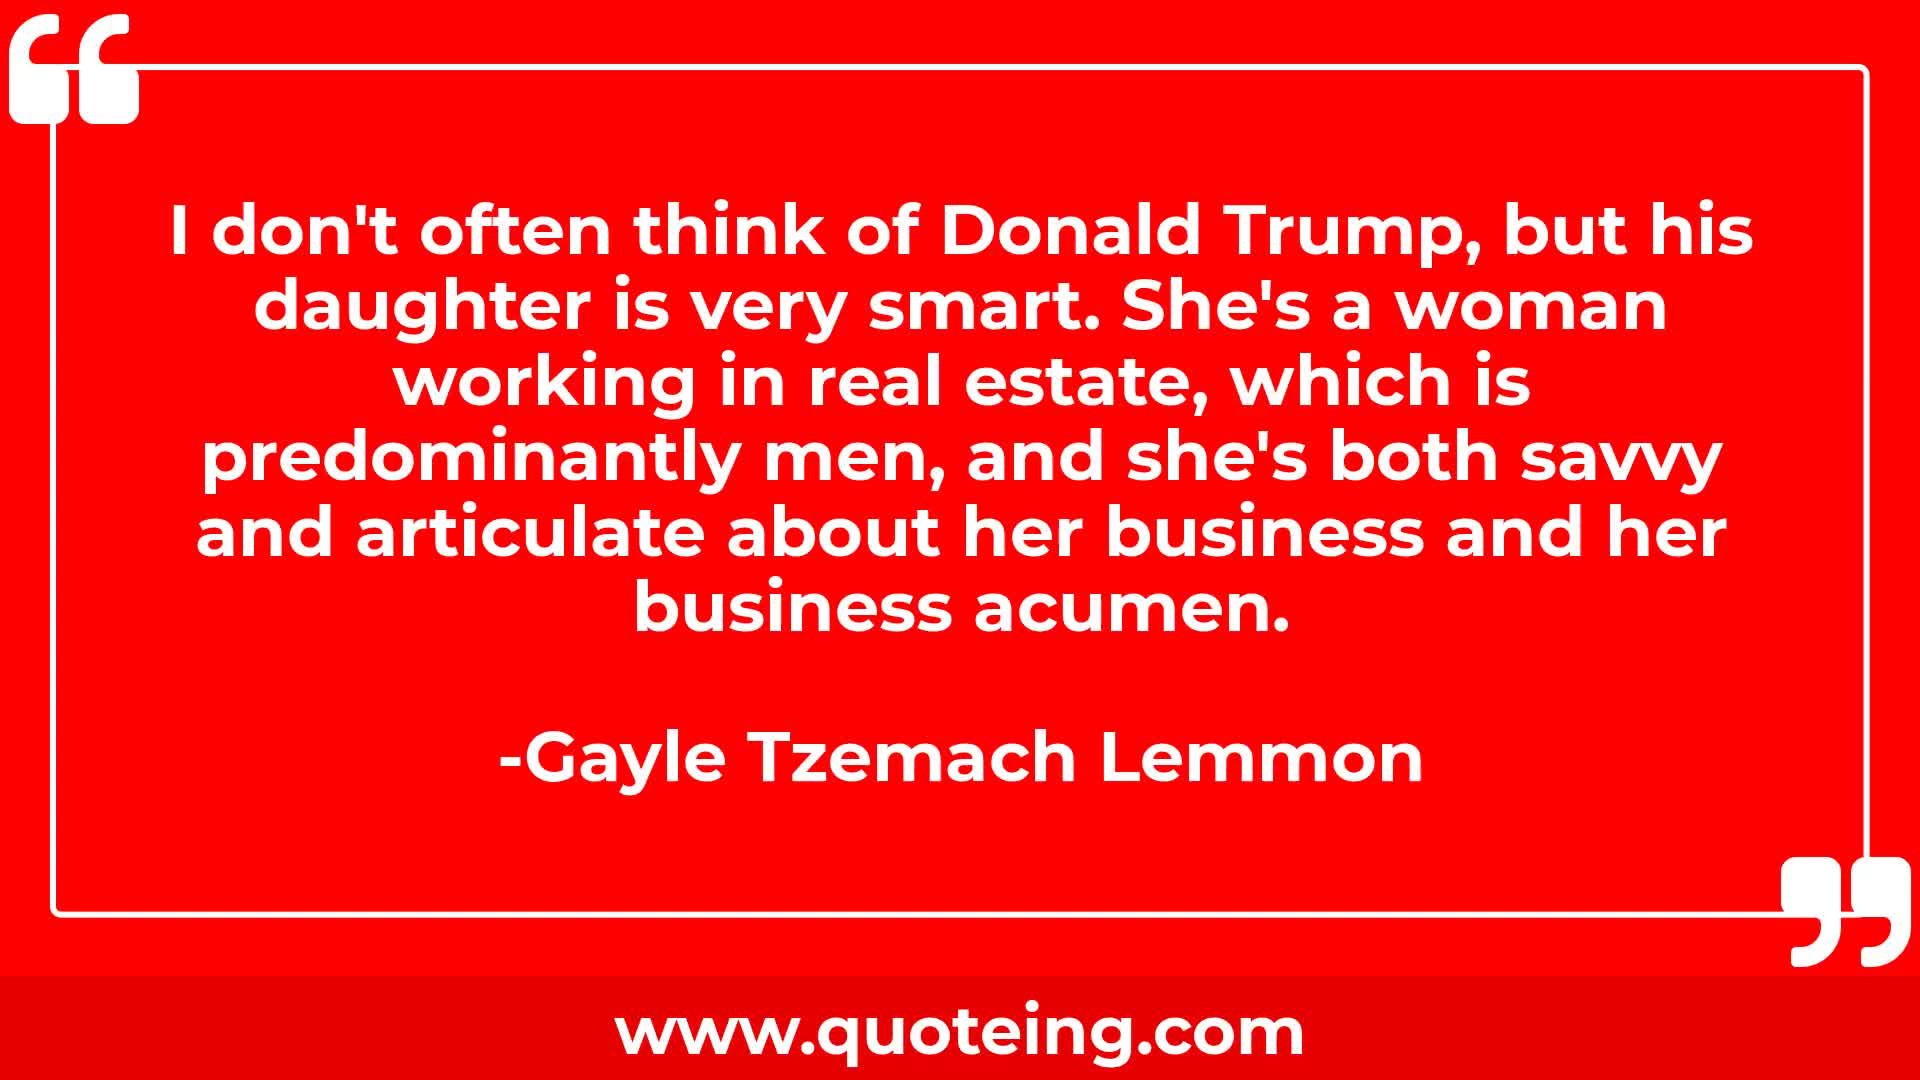 I don't often think of Donald Trump, but his
daughter is very smart. She's a woman
working in real estate, which is
predominantly men, and she's both savvy
and articulate about her business and her
business acumen.
-Gayle Tzemach Lemmon
www.quoteing.com